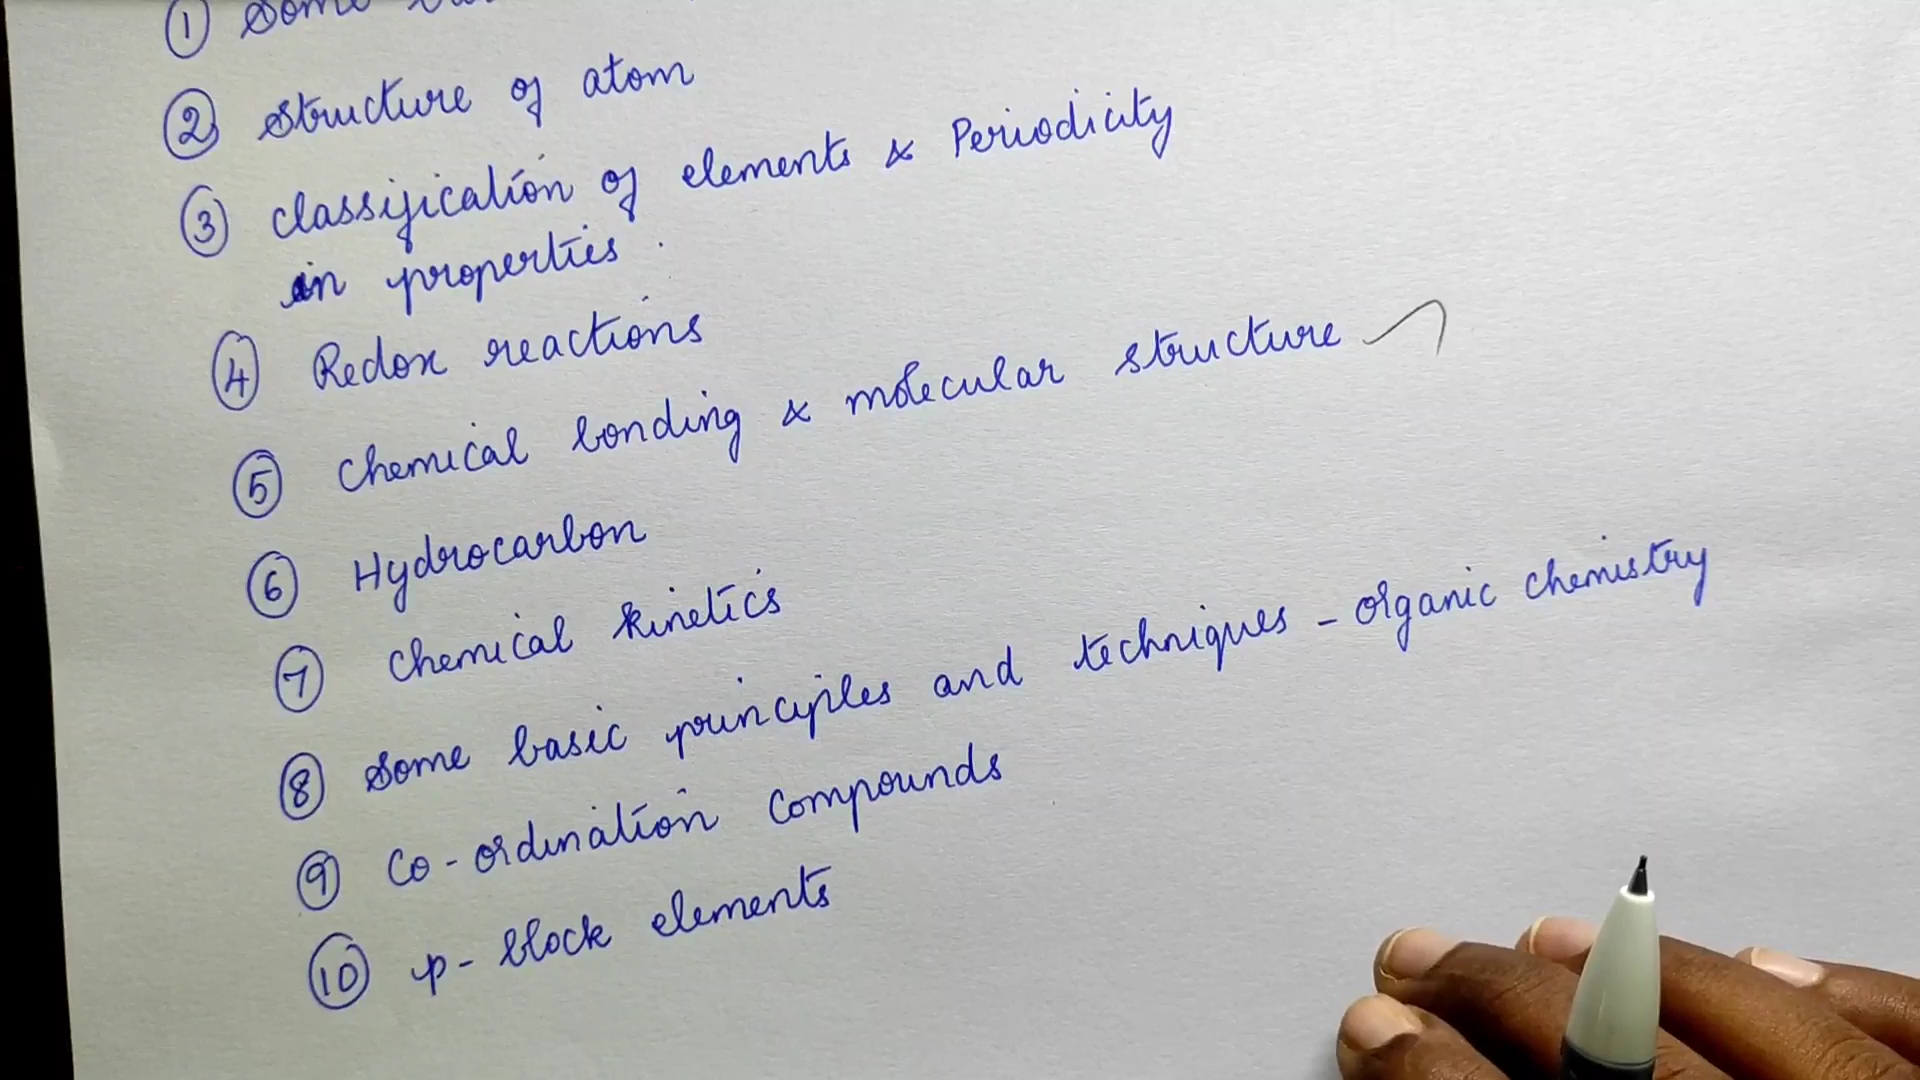 ① Some
② Structure of atom
③ Classification of elements & Periodicity
in properties.
④ Redox reactions
⑤ Chemical bonding & molecular structure
⑥ Hydrocarbon
⑦ Chemical kinetics
⑧ Some basic principles and techniques - organic chemistry
⑨ Co-ordination compounds
⑩ p-block elements